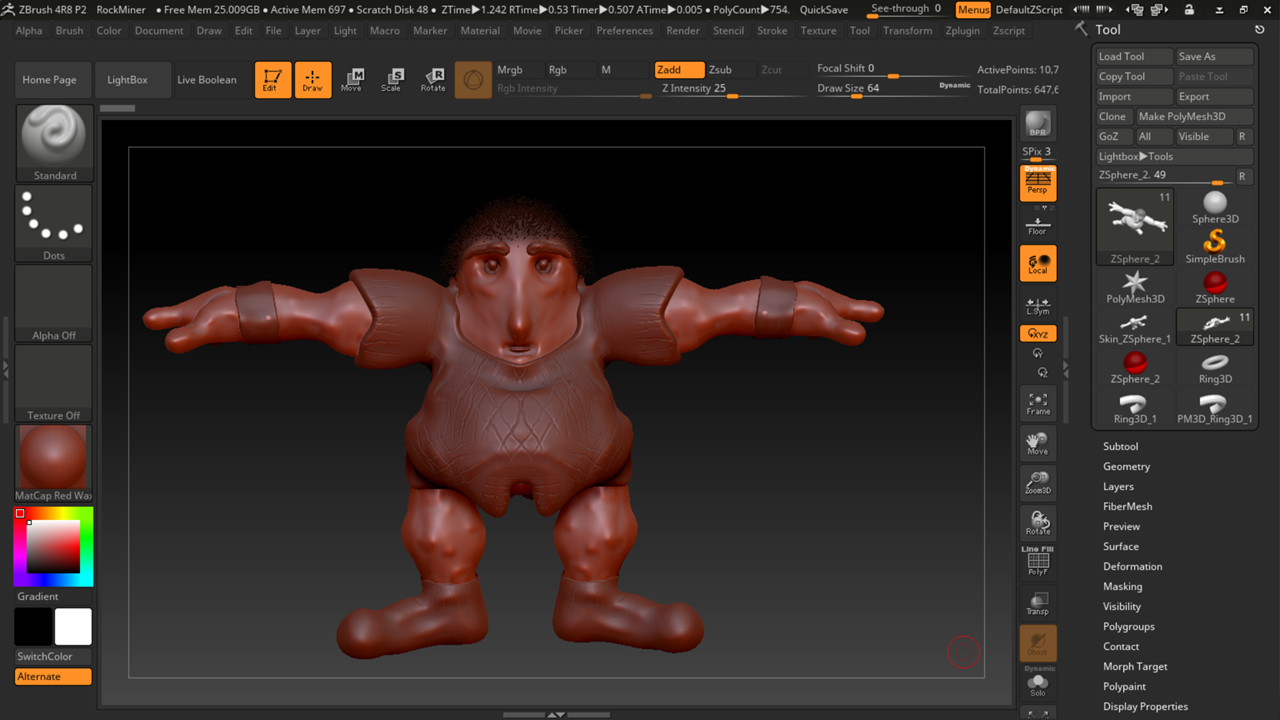 ZBrush 4R8 P2 RockMiner • Free Mem 25.009GB • Active Mem 697 • Scratch Disk 48 • ZTime▶1.242 RTime▶0.53 Timer▶0.507 ATime▶0.005 • PolyCount▶754. QuickSave See-through 0 Menus DefaultZScript
Alpha Brush Color Document Draw Edit File Layer Light Macro Marker Material Movie Picker Preferences Render Stencil Stroke Texture Tool Transform Zplugin Zscript
Home Page LightBox Live Boolean Edit Draw Move Scale Rotate
Mrgb Rgb M Zadd Zsub Zcut Focal Shift 0 ActivePoints: 10,7
Rgb Intensity Z Intensity 25 Draw Size 64 Dynamic TotalPoints: 647,6
Standard
Dots
Alpha Off
Texture Off
MatCap Red Wax
Gradient
SwitchColor
Alternate
BPR
SPix 3
Dynamic
Persp
Floor
Local
L.Sym
XYZ
Y
Z
Frame
Move
Zoom3D
Rotate
Line Fill
PolyF
Transp
Ghost
Dynamic
Solo
Tool
Load Tool Save As
Copy Tool Paste Tool
Import Export
Clone Make PolyMesh3D
GoZ All Visible R
Lightbox▶Tools
ZSphere_2. 49 R
11
ZSphere_2 Sphere3D
SimpleBrush
PolyMesh3D ZSphere
11
Skin_ZSphere_1 ZSphere_2
ZSphere_2 Ring3D
Ring3D_1 PM3D_Ring3D_1
Subtool
Geometry
Layers
FiberMesh
Preview
Surface
Deformation
Masking
Visibility
Polygroups
Contact
Morph Target
Polypaint
Display Properties